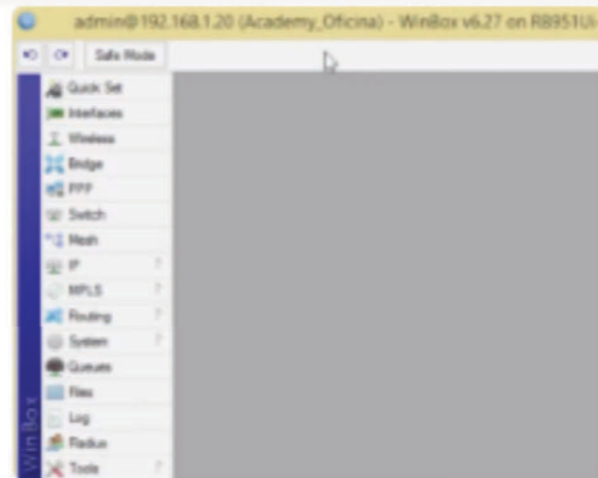 admin@192.168.1.20 (Academy_Oficina) - WinBox v6.27 on RB951Ui-
Safe Mode
Quick Set
Interfaces
Wireless
Bridge
PPP
Switch
Mesh
IP
MPLS
Routing
System
Queues
Files
Log
Radius
Tools
WinBox